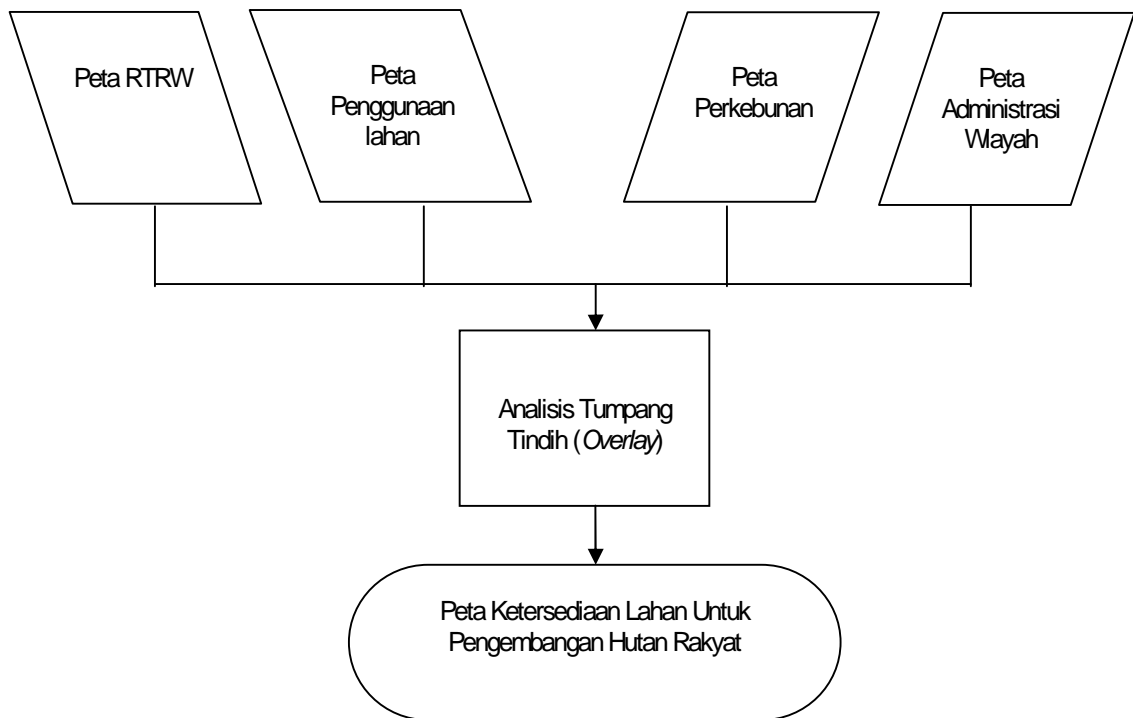 Peta RTRW
Peta
Penggunaan
lahan
Peta
Perkebunan
Peta
Administrasi
Wlayah
Analisis Tumpang
Tindih (Overlay)
Peta Ketersediaan Lahan Untuk
Pengembangan Hutan Rakyat